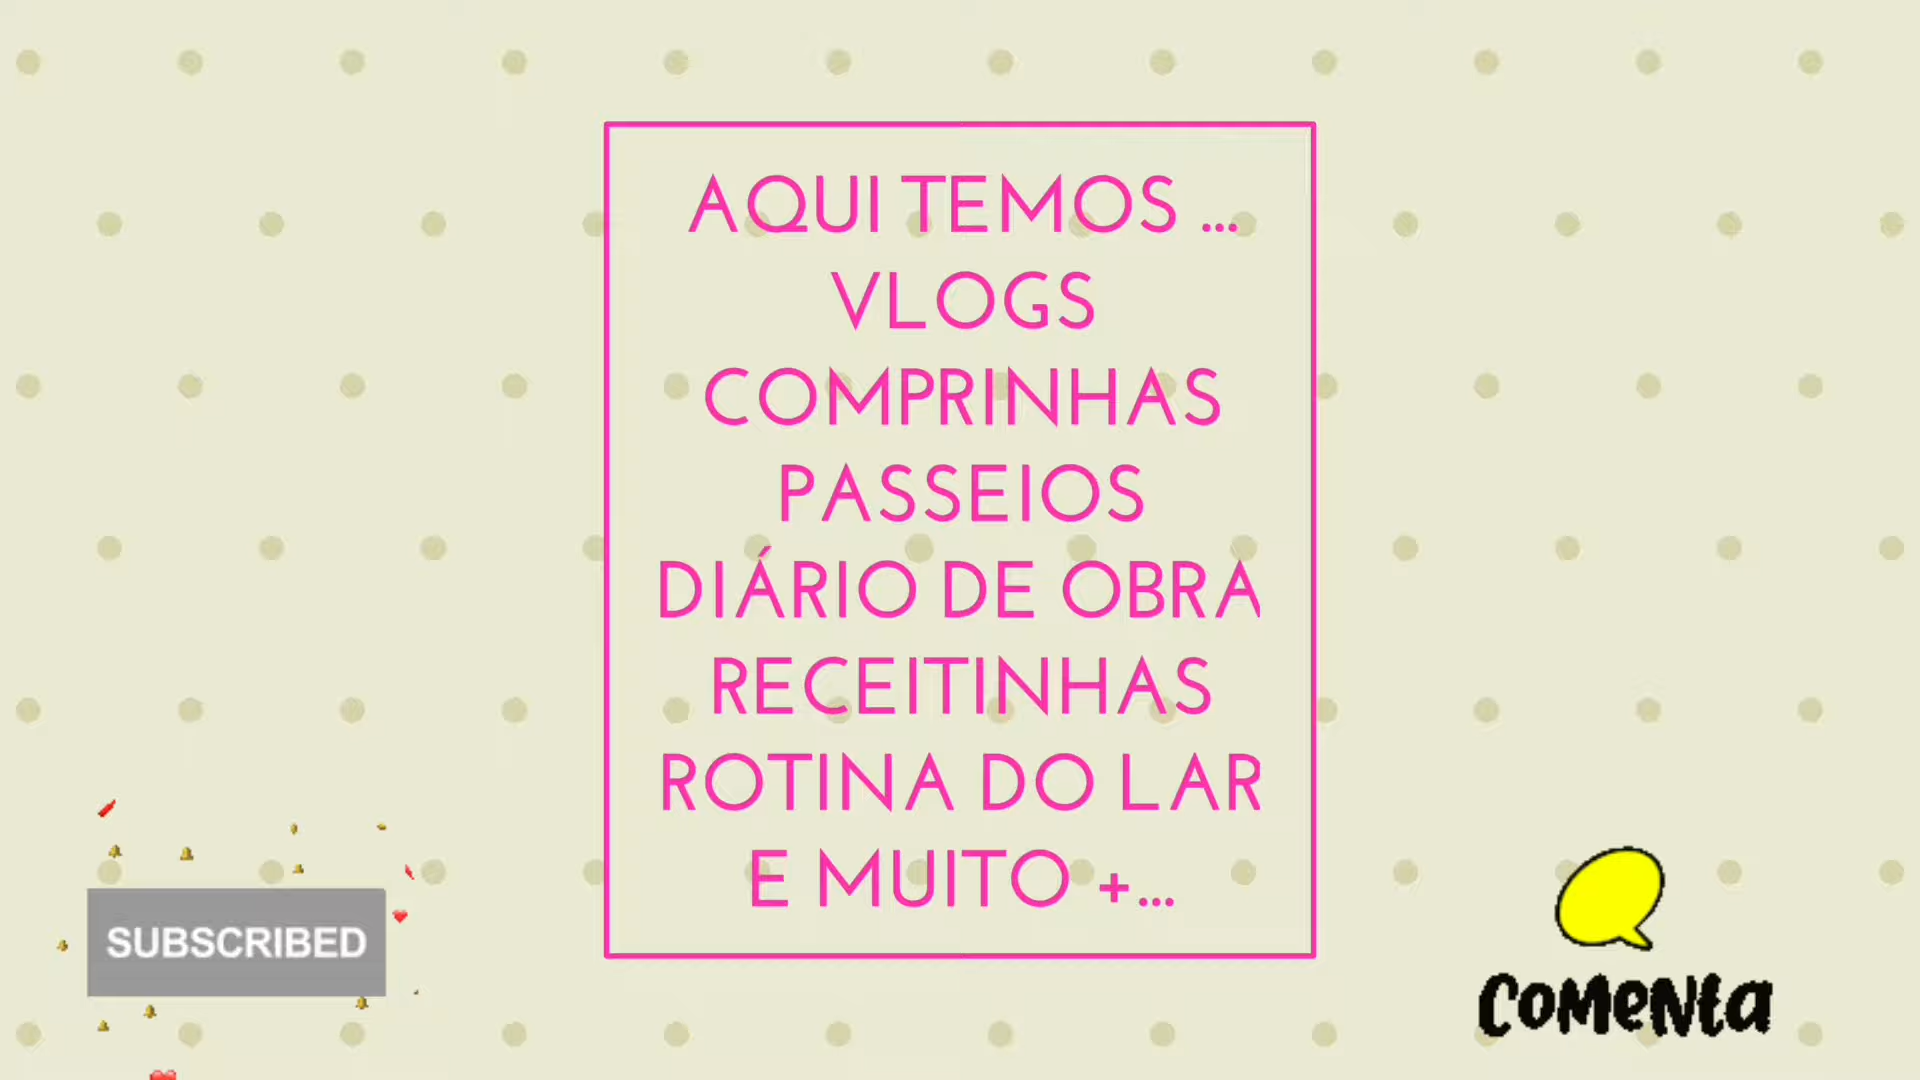 AQUI TEMOS ...
VLOGS
COMPRINHAS
PASSEIOS
DIÁRIO DE OBRA
RECEITINHAS
ROTINA DO LAR
E MUITO +...
SUBSCRIBED
COMENTA